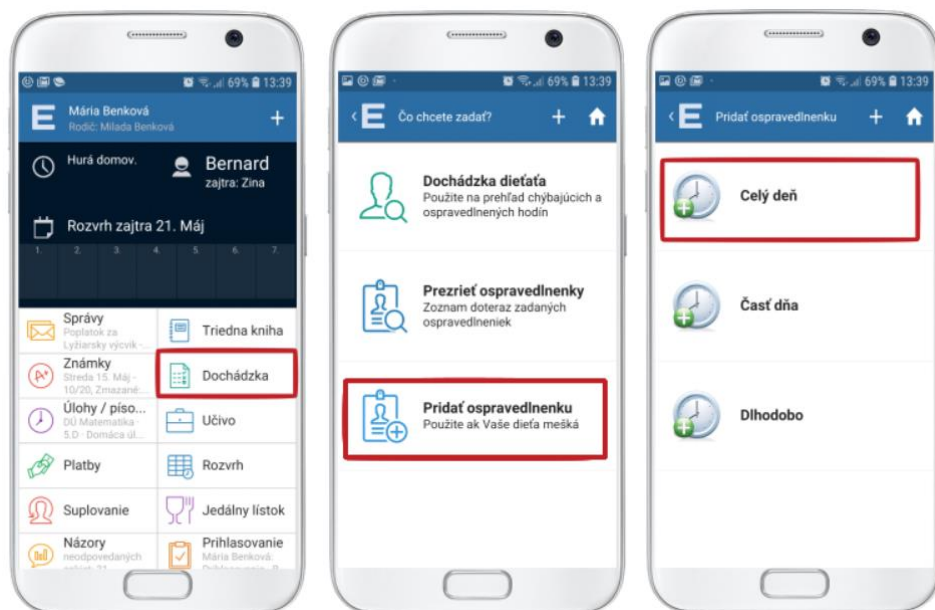 69% 13:39
E
Mária Benková
Rodič: Milada Benková
+
Hurá domov.
Bernard
zajtra: Zina
Rozvrh zajtra 21. Máj
1. 2. 3. 4. 5. 6. 7.
Správy
Poplatok za
Lyžiarsky výcvik -...
Triedna kniha
Známky
Streda 15. Máj -
10/20, Zmazané:...
Dochádzka
Úlohy / píso...
DÚ Matematika -
5.D - Domáca úl...
Učivo
Platby
Rozvrh
Suplovanie
Jedálny lístok
Názory
neodpovedaných
Prihlasovanie
Mária Benková:
69% 13:39
E
Čo chcete zadať?
+
Dochádzka dieťaťa
Použite na prehľad chýbajúcich a
ospravedlnených hodín
Prezrieť ospravedlnenky
Zoznam doteraz zadaných
ospravedlneniek
Pridať ospravedlnenku
Použite ak Vaše dieťa mešká
69% 13:39
E
Pridať ospravedlnenku
+
Celý deň
Časť dňa
Dlhodobo